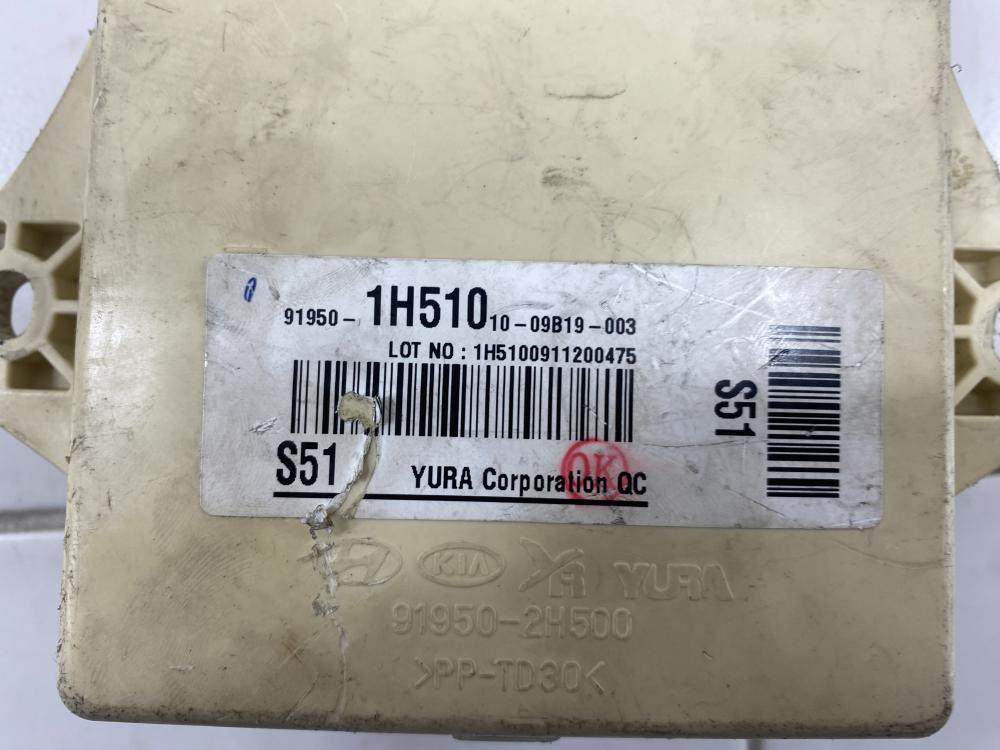 91950- 1H510 10-09B19-003
LOT NO : 1H5100911200475
S51
YURA Corporation QC
OK
S51
KIA YURA
91950-2H500
>PP-TD30<